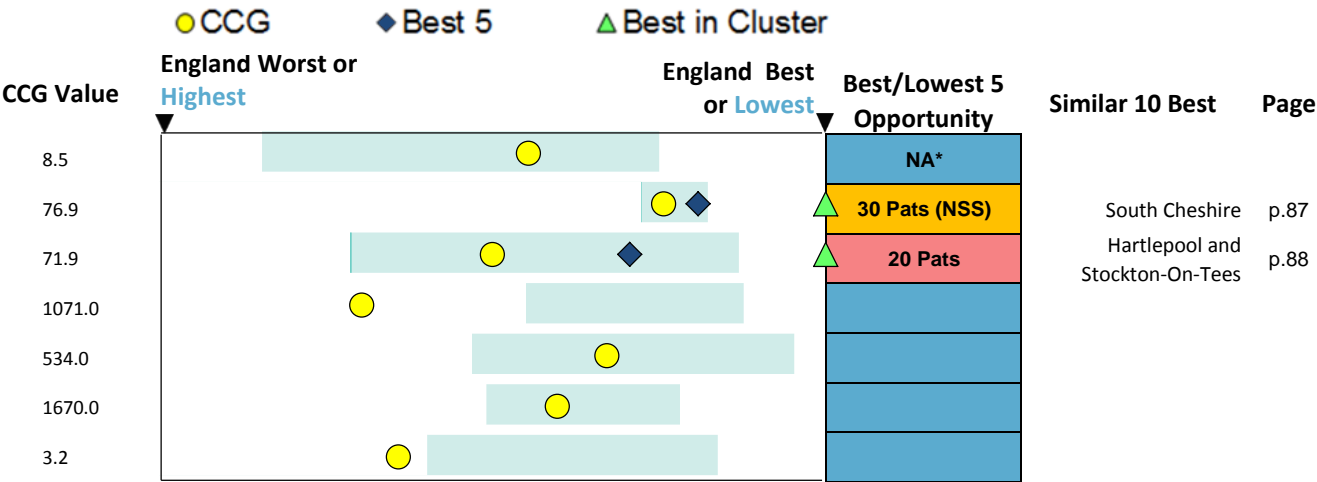 CCG Best 5 Best in Cluster
CCG Value
England Worst or
Highest
England Best
or Lowest
Best/Lowest 5
Opportunity
Similar 10 Best
Page
8.5 NA*
76.9 30 Pats (NSS) South Cheshire p.87
71.9 20 Pats Hartlepool and
Stockton-On-Tees p.88
1071.0
534.0
1670.0
3.2